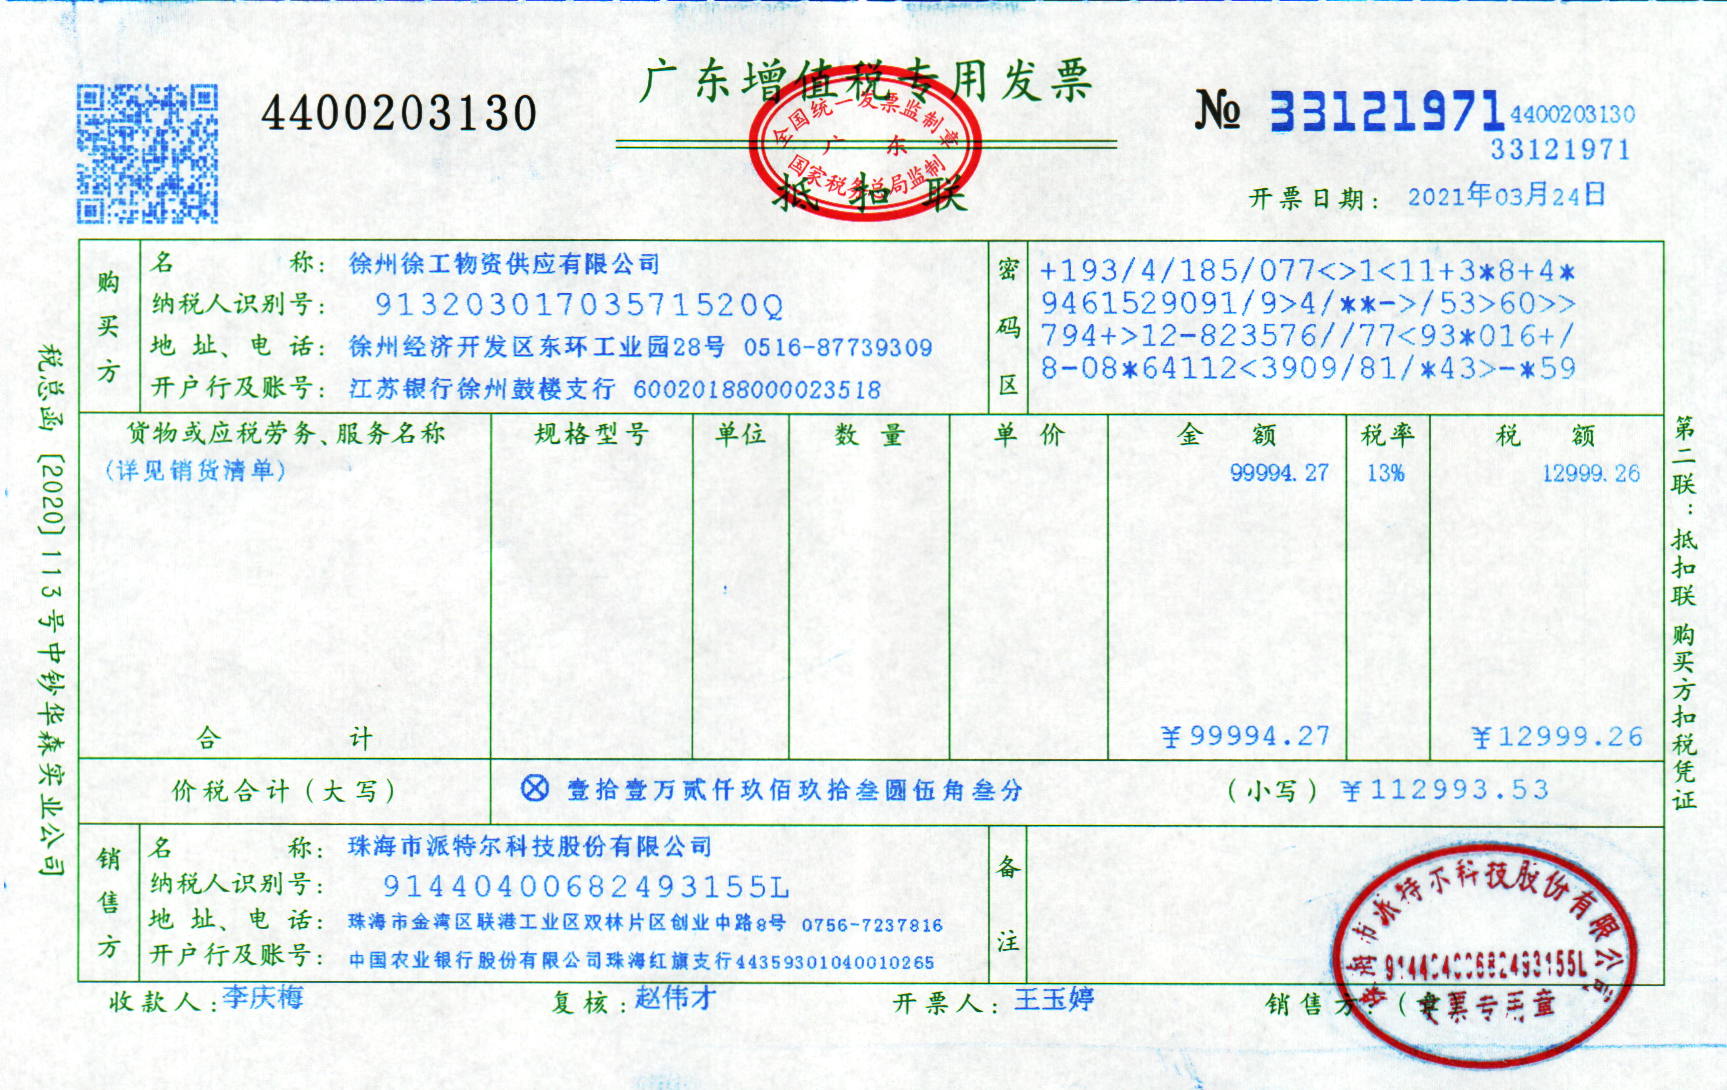 广东增值税专用发票
全国统一发票监制章
广东
国家税务总局监制
抵扣联
4400203130
№ 33121971
4400203130
33121971
开票日期： 2021年03月24日
购买方
名称： 徐州徐工物资供应有限公司
纳税人识别号： 91320301703571520Q
地址、电话： 徐州经济开发区东环工业园28号 0516-87739309
开户行及账号： 江苏银行徐州鼓楼支行 60020188000023518
密码区
+193/4/185/077<>1<11+3*8+4*
9461529091/9>4/**->/53>60>>
794+>12-823576//77<93*016+/
8-08*64112<3909/81/*43>-*59
货物或应税劳务、服务名称 规格型号 单位 数量 单价 金额 税率 税额
（详见销货清单） 99994.27 13% 12999.26
合计 ¥99994.27 ¥12999.26
价税合计（大写） ⊗ 壹拾壹万贰仟玖佰玖拾叁圆伍角叁分 （小写） ¥112993.53
销售方
名称： 珠海市派特尔科技股份有限公司
纳税人识别号： 91440400682493155L
地址、电话： 珠海市金湾区联港工业区双林片区创业中路8号 0756-7237816
开户行及账号： 中国农业银行股份有限公司珠海红旗支行44359301040010265
备注
收款人：李庆梅 复核：赵伟才 开票人：王玉婷 销售方：（章）
珠海市派特尔科技股份有限公司
91440400682493155L
发票专用章
税总函〔2020〕113号中钞华森实业公司
第二联：抵扣联 购买方扣税凭证